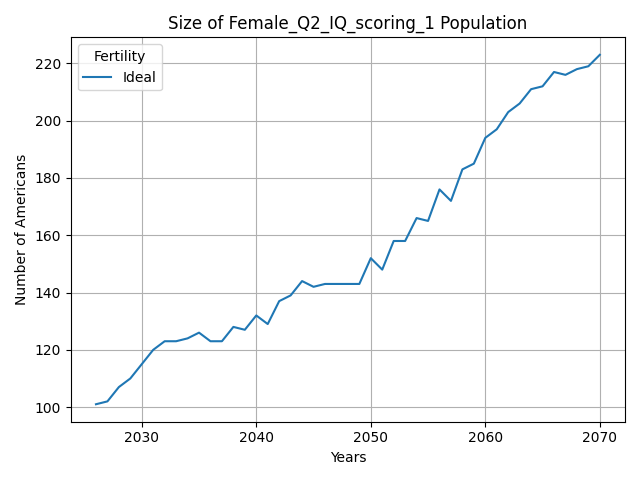 Size of Female_Q2_IQ_scoring_1 Population
Fertility
Ideal
Number of Americans
220
200
180
160
140
120
100
2030 2040 2050 2060 2070
Years